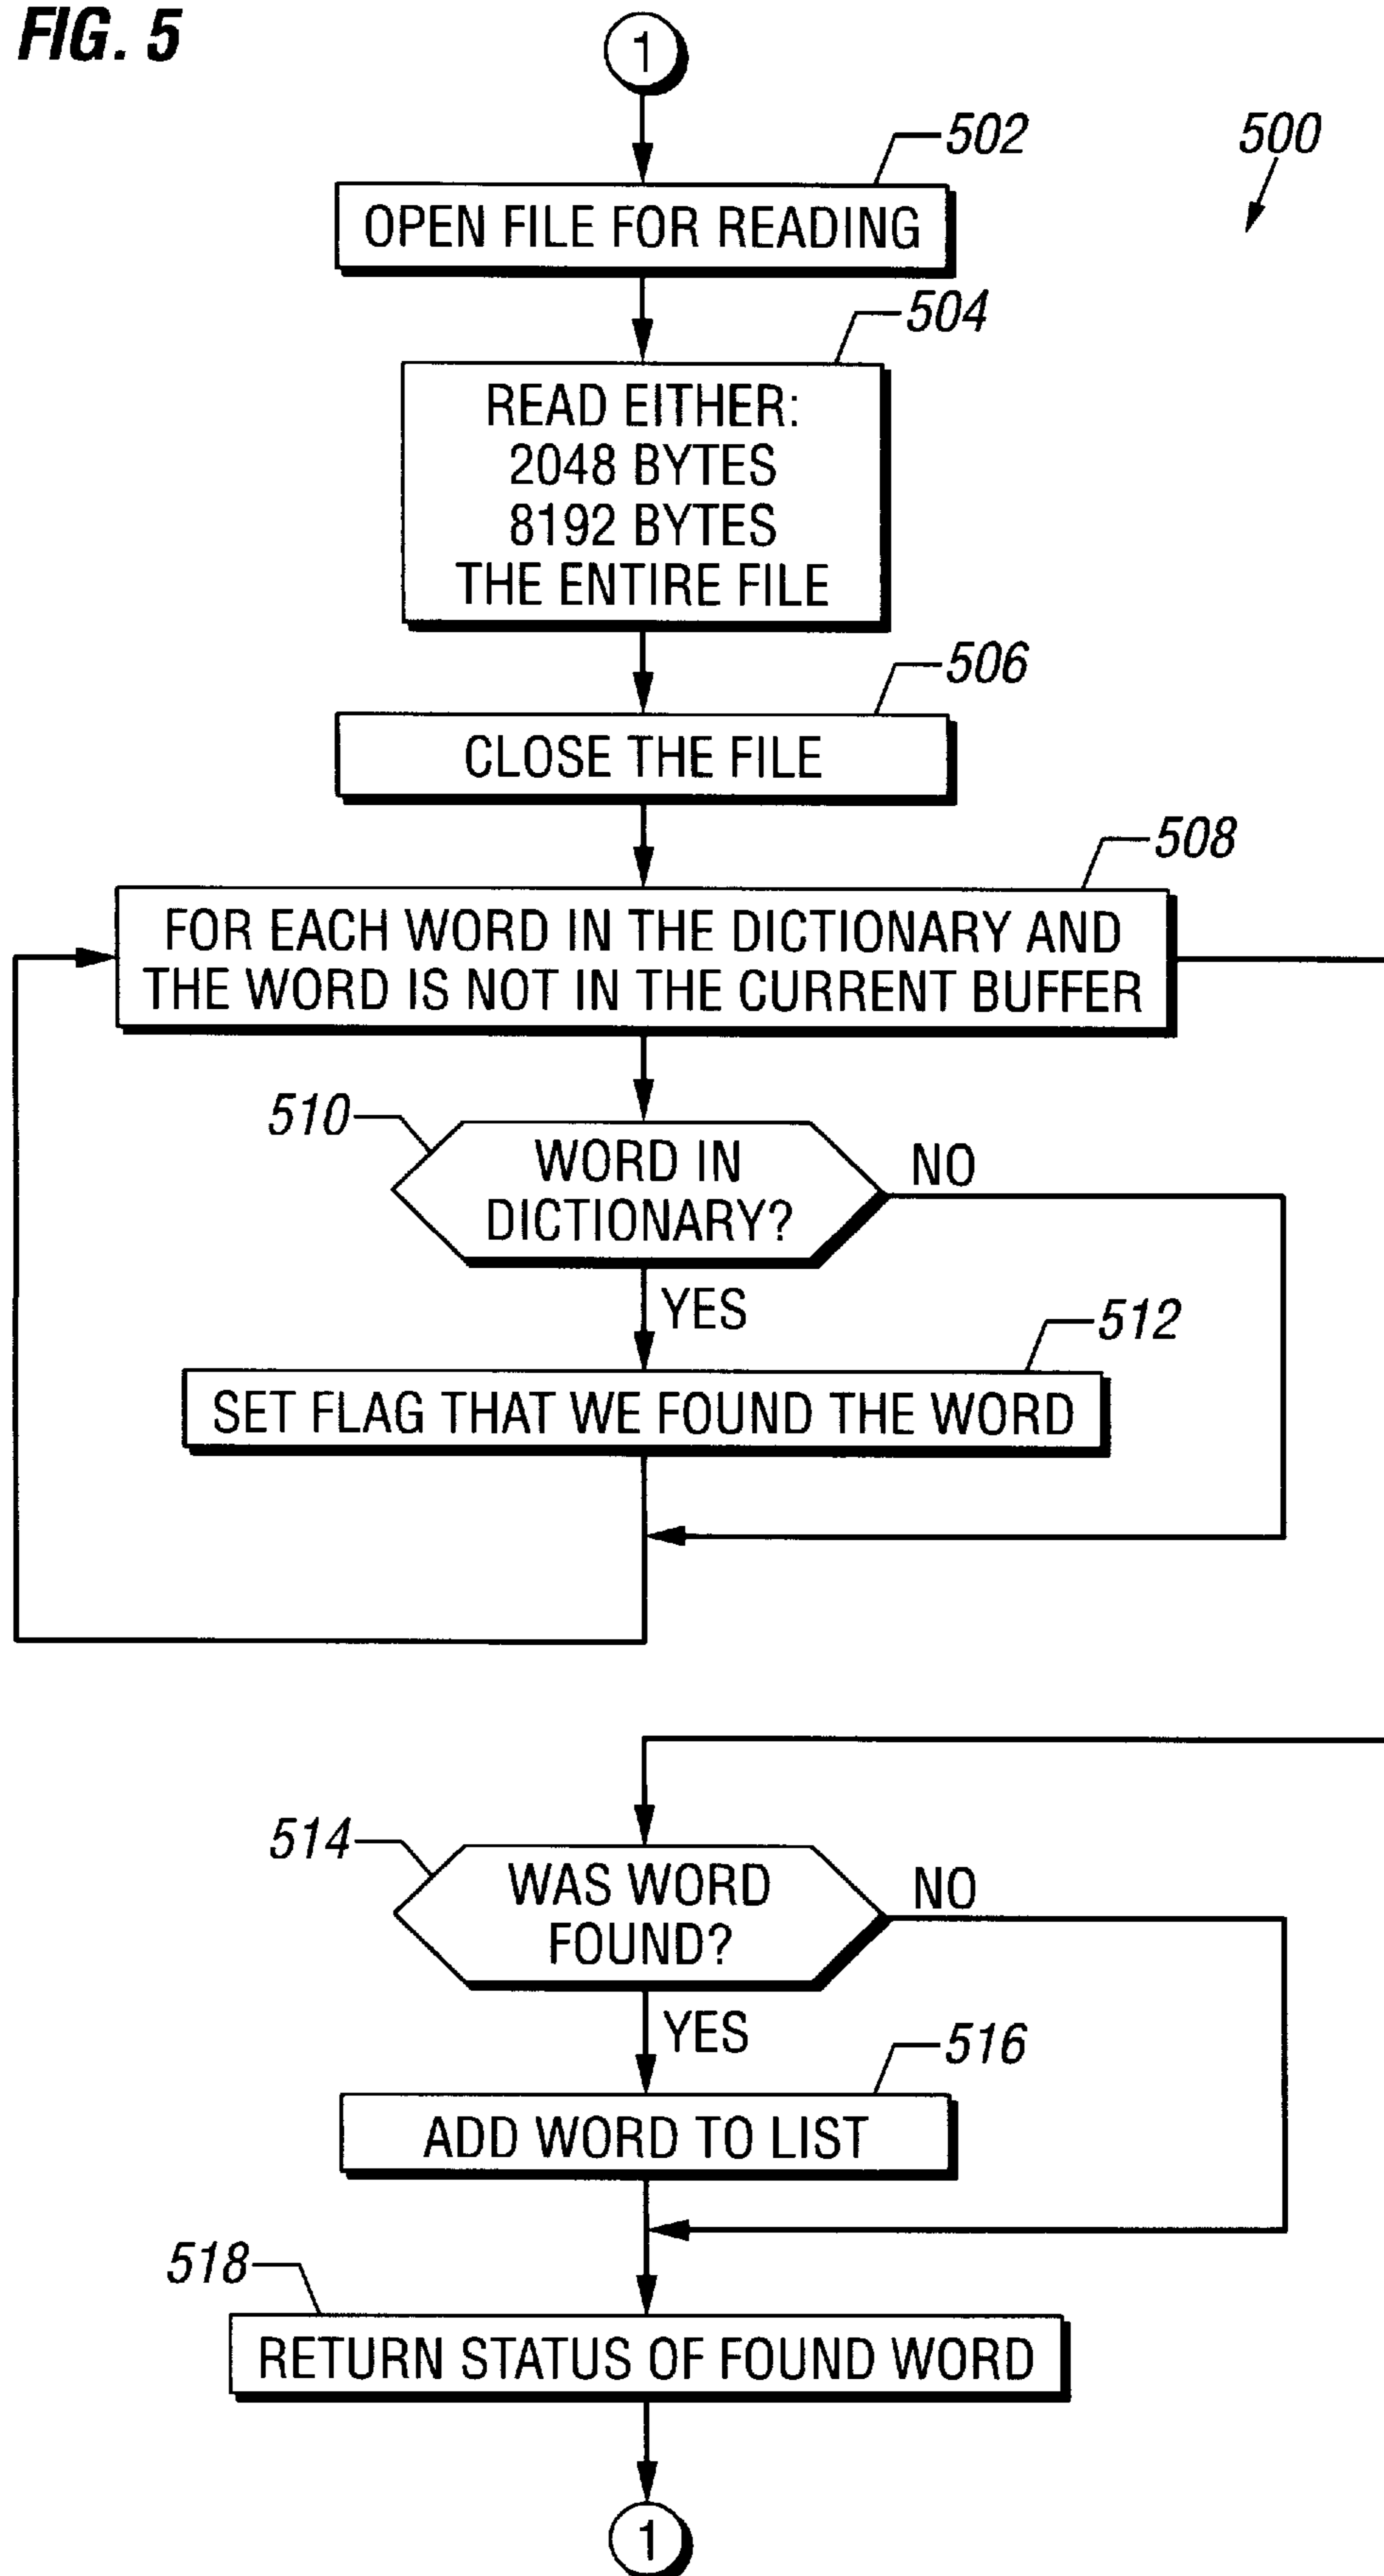 FIG. 5
1
500
502
OPEN FILE FOR READING
504
READ EITHER:
2048 BYTES
8192 BYTES
THE ENTIRE FILE
506
CLOSE THE FILE
508
FOR EACH WORD IN THE DICTIONARY AND
THE WORD IS NOT IN THE CURRENT BUFFER
510
WORD IN
DICTIONARY?
NO
YES
512
SET FLAG THAT WE FOUND THE WORD
514
WAS WORD
FOUND?
NO
YES
516
ADD WORD TO LIST
518
RETURN STATUS OF FOUND WORD
1